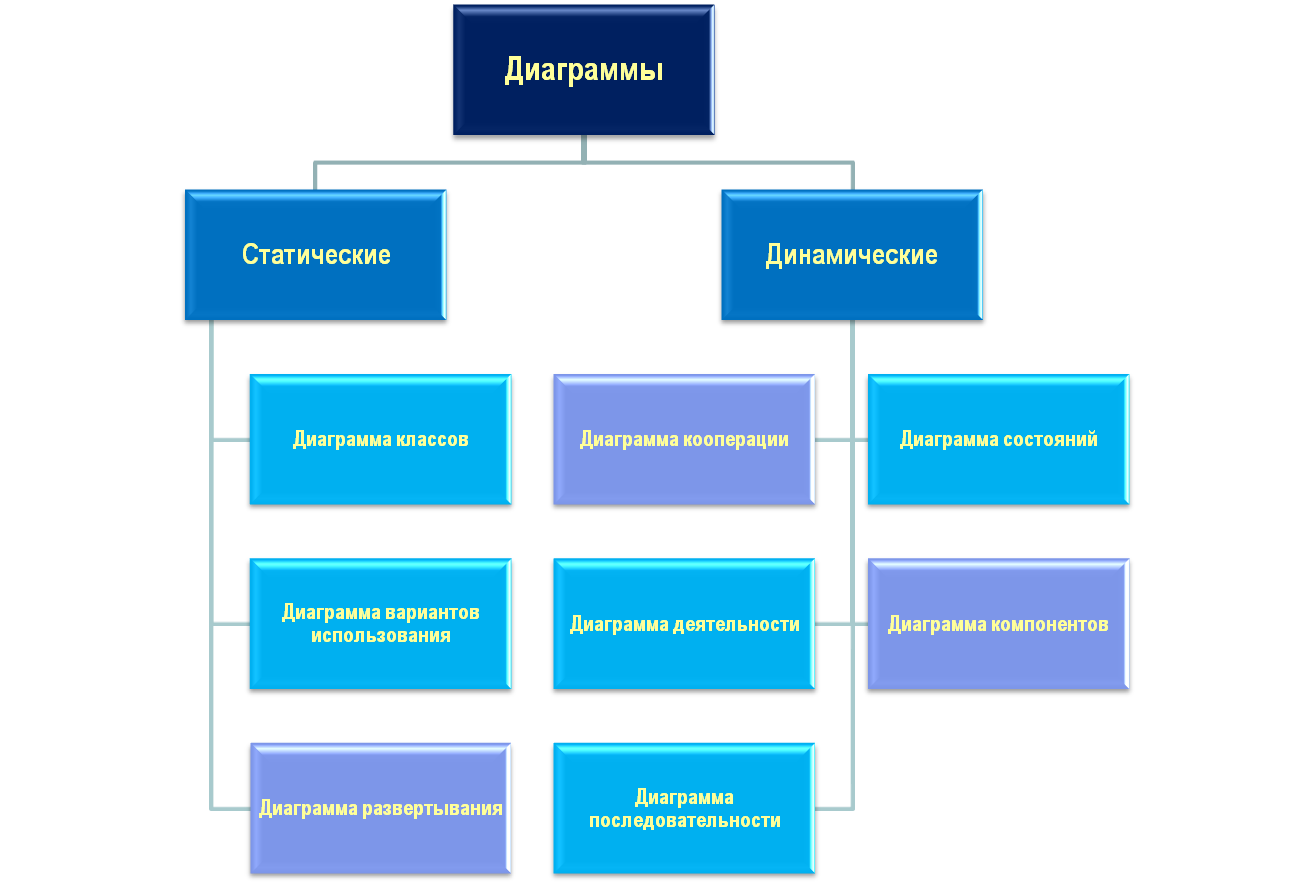 Диаграммы
Статические
Динамические
Диаграмма классов
Диаграмма кооперации
Диаграмма состояний
Диаграмма вариантов
использования
Диаграмма деятельности
Диаграмма компонентов
Диаграмма развертывания
Диаграмма
последовательности